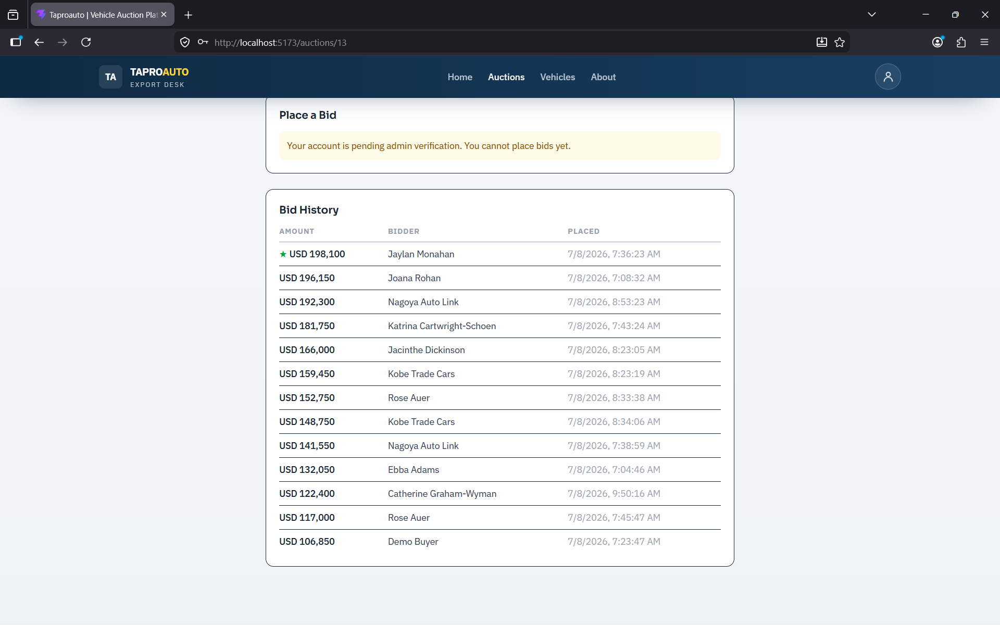 Taproauto | Vehicle Auction Plat
http://localhost:5173/auctions/13
TA
TAPROAUTO
EXPORT DESK
Home
Auctions
Vehicles
About
Place a Bid
Your account is pending admin verification. You cannot place bids yet.
Bid History
AMOUNT BIDDER PLACED
★ USD 198,100 Jaylan Monahan 7/8/2026, 7:36:23 AM
USD 196,150 Joana Rohan 7/8/2026, 7:08:32 AM
USD 192,300 Nagoya Auto Link 7/8/2026, 8:53:23 AM
USD 181,750 Katrina Cartwright-Schoen 7/8/2026, 7:43:24 AM
USD 166,000 Jacinthe Dickinson 7/8/2026, 8:23:05 AM
USD 159,450 Kobe Trade Cars 7/8/2026, 8:23:19 AM
USD 152,750 Rose Auer 7/8/2026, 8:33:38 AM
USD 148,750 Kobe Trade Cars 7/8/2026, 8:34:06 AM
USD 141,550 Nagoya Auto Link 7/8/2026, 7:38:59 AM
USD 132,050 Ebba Adams 7/8/2026, 7:04:46 AM
USD 122,400 Catherine Graham-Wyman 7/8/2026, 9:50:16 AM
USD 117,000 Rose Auer 7/8/2026, 7:45:47 AM
USD 106,850 Demo Buyer 7/8/2026, 7:23:47 AM